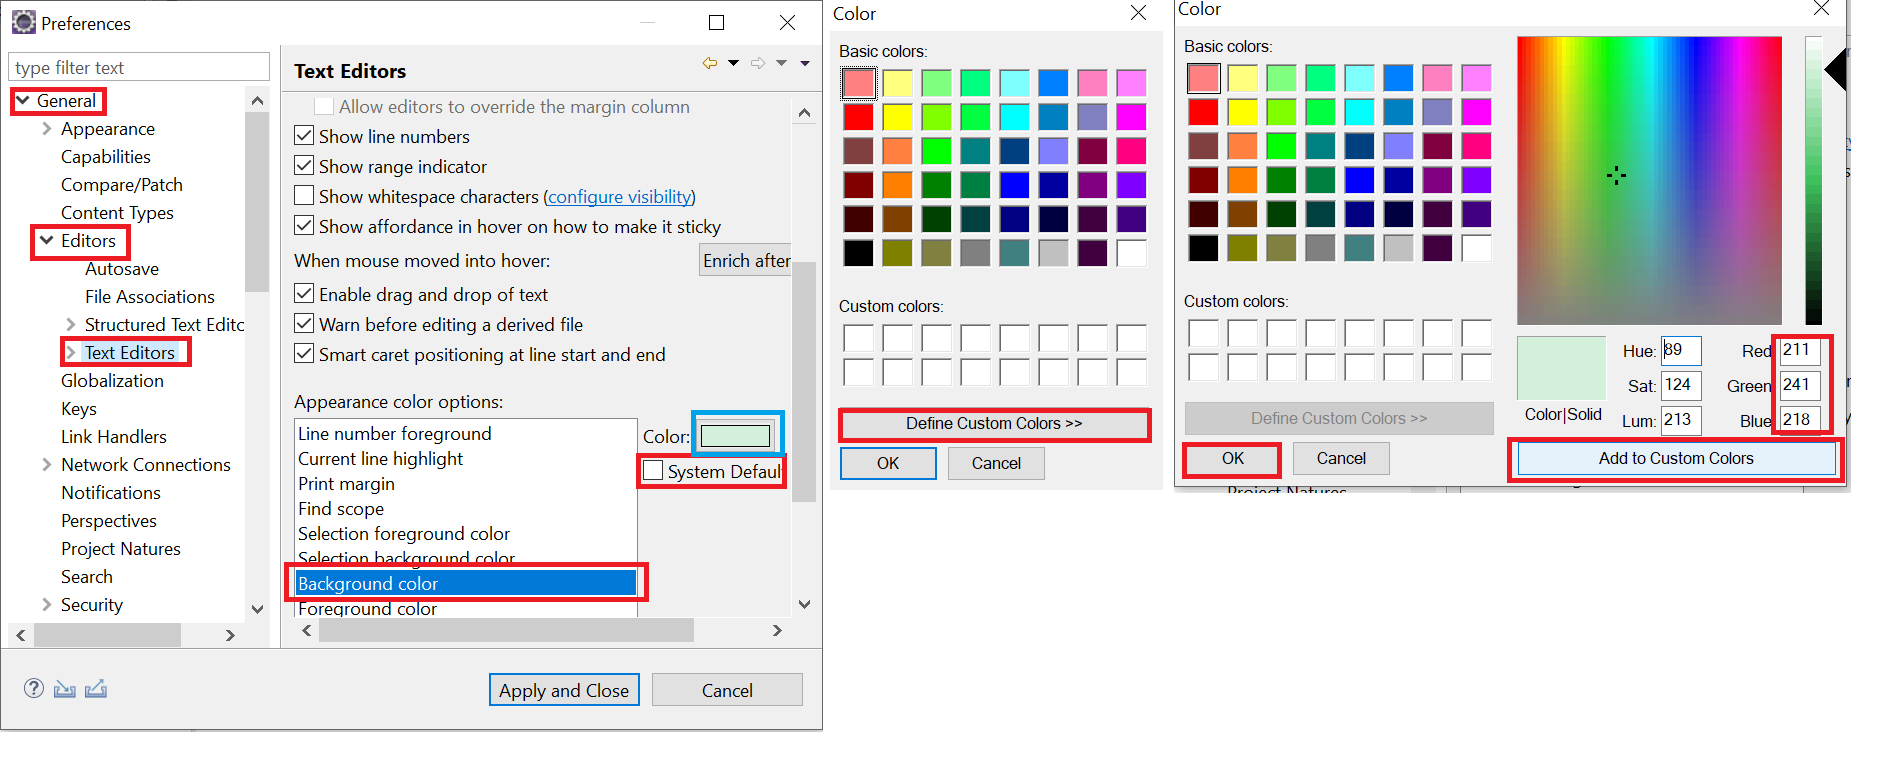 Preferences
type filter text
General
Appearance
Capabilities
Compare/Patch
Content Types
Editors
Autosave
File Associations
Structured Text Editc
Text Editors
Globalization
Keys
Link Handlers
Network Connections
Notifications
Perspectives
Project Natures
Search
Security
Text Editors
Allow editors to override the margin column
Show line numbers
Show range indicator
Show whitespace characters (configure visibility)
Show affordance in hover on how to make it sticky
When mouse moved into hover:
Enrich after
Enable drag and drop of text
Warn before editing a derived file
Smart caret positioning at line start and end
Appearance color options:
Line number foreground
Current line highlight
Print margin
Find scope
Selection foreground color
Selection background color
Background color
Foreground color
Color:
System Defaul
Apply and Close
Cancel
Color
Basic colors:
Custom colors:
Define Custom Colors >>
OK
Cancel
Color
Basic colors:
Custom colors:
Define Custom Colors >>
OK
Cancel
Color|Solid
Hue: 89
Sat: 124
Lum: 213
Red 211
Green 241
Blue 218
Add to Custom Colors
Project Natures